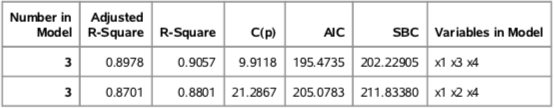 Number in Model Adjusted R-Square R-Square C(p) AIC SBC Variables in Model
3 0.8978 0.9057 9.9118 195.4735 202.22905 x1 x3 x4
3 0.8701 0.8801 21.2867 205.0783 211.83380 x1 x2 x4